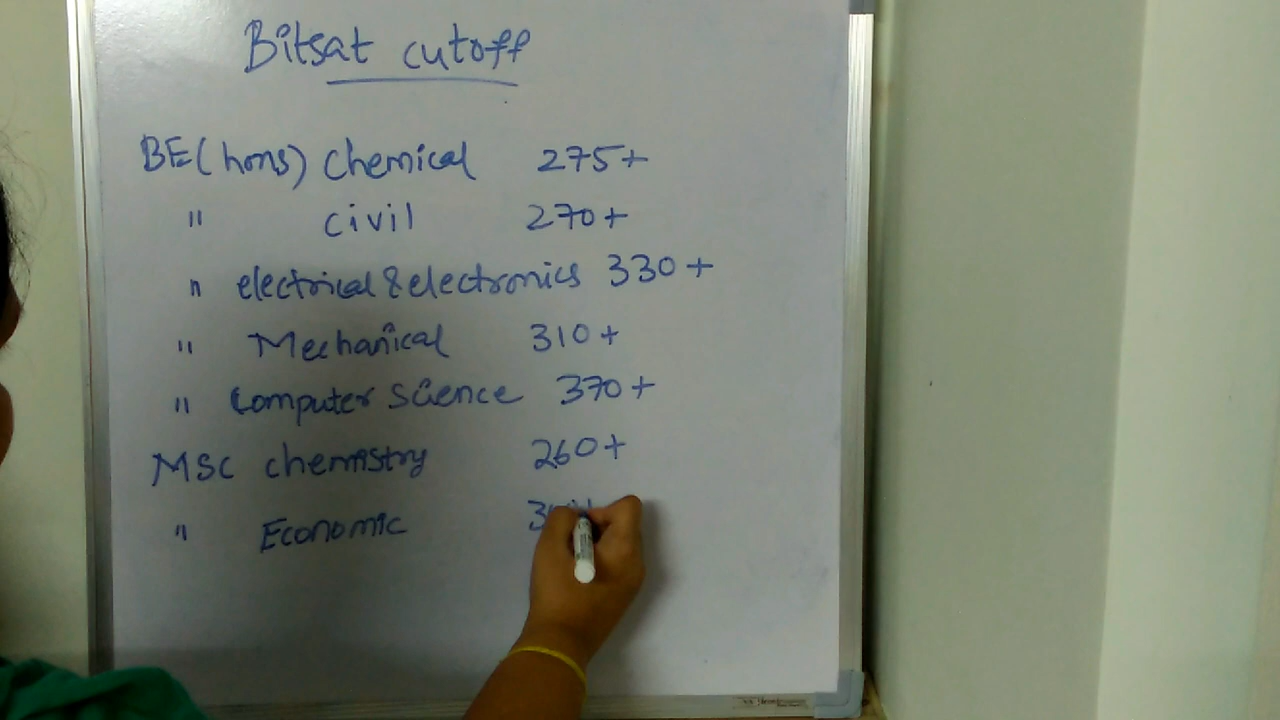 Bitsat cutoff
BE(hons) Chemical 275+
" civil 270+
" electrical & electronics 330+
" Mechanical 310+
" Computer Science 370+
MSC chemistry 260+
" Economic